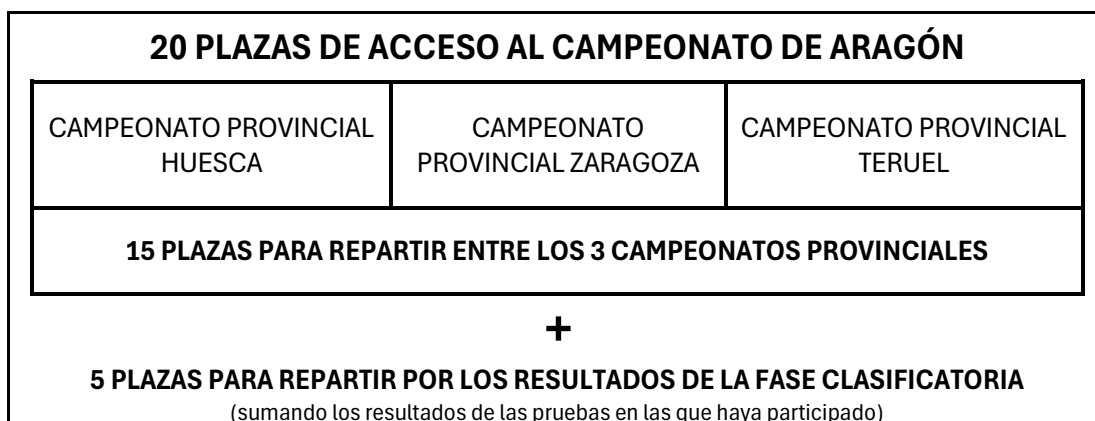 20 PLAZAS DE ACCESO AL CAMPEONATO DE ARAGÓN
CAMPEONATO PROVINCIAL
HUESCA
CAMPEONATO
PROVINCIAL ZARAGOZA
CAMPEONATO PROVINCIAL
TERUEL
15 PLAZAS PARA REPARTIR ENTRE LOS 3 CAMPEONATOS PROVINCIALES
+
5 PLAZAS PARA REPARTIR POR LOS RESULTADOS DE LA FASE CLASIFICATORIA
(sumando los resultados de las pruebas en las que haya participado)